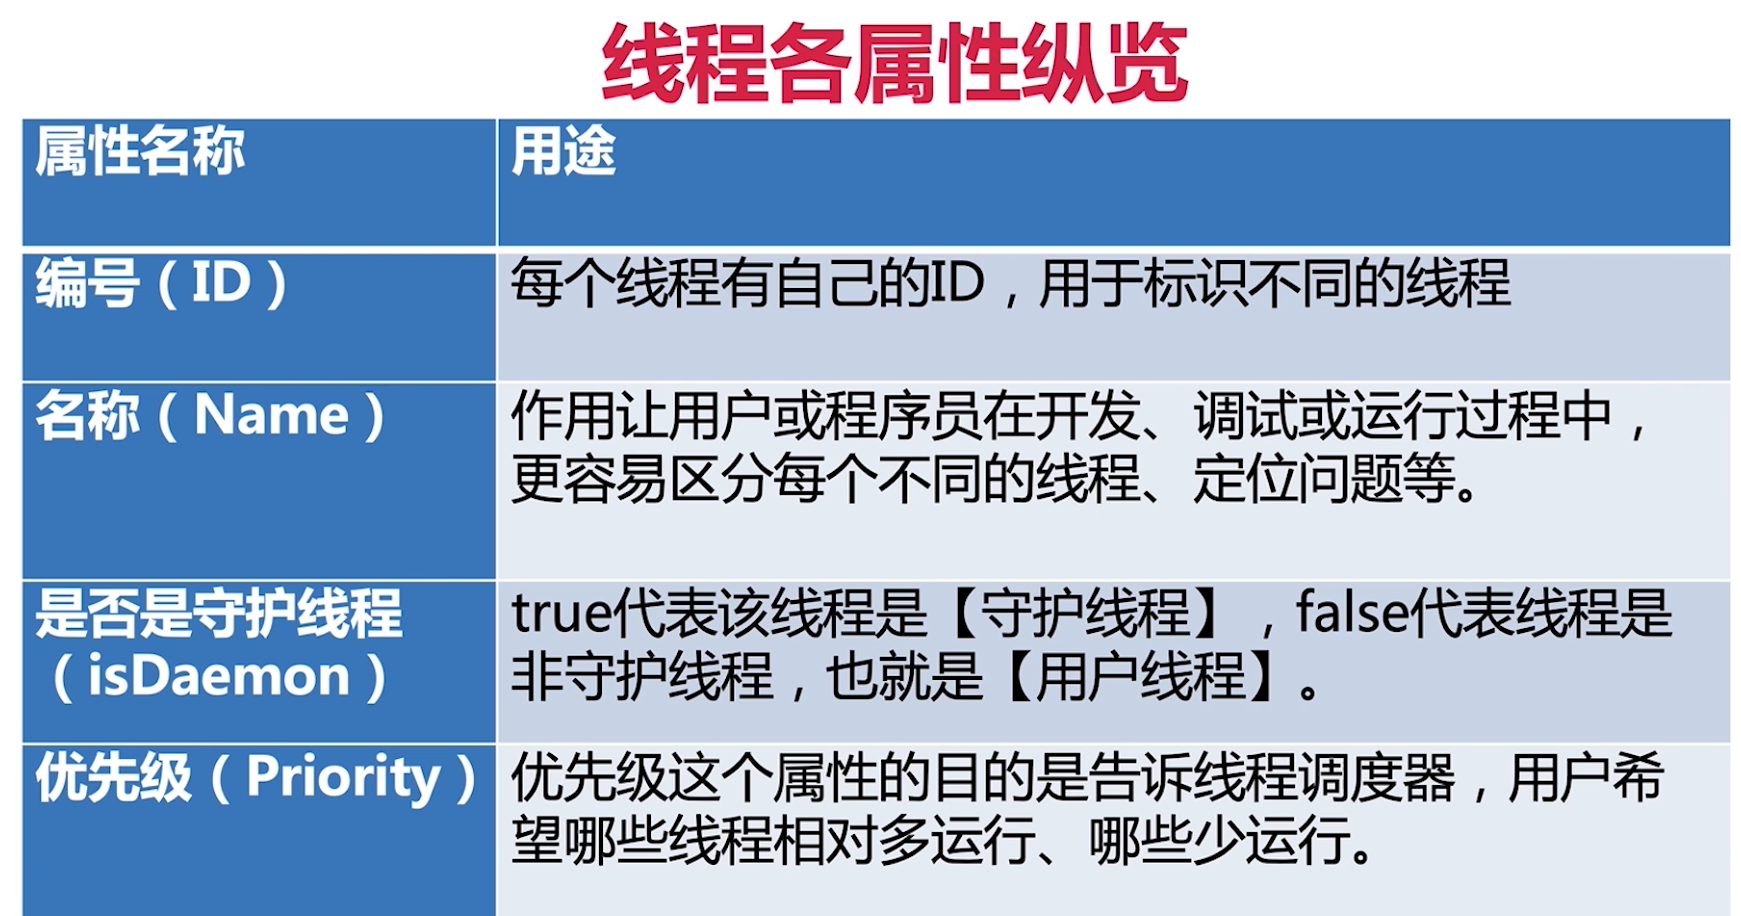 线程各属性纵览
属性名称
用途
编号（ID）
每个线程有自己的ID，用于标识不同的线程
名称（Name）
作用让用户或程序员在开发、调试或运行过程中，
更容易区分每个不同的线程、定位问题等。
是否是守护线程
（isDaemon）
true代表该线程是【守护线程】，false代表线程是
非守护线程，也就是【用户线程】。
优先级（Priority）
优先级这个属性的目的是告诉线程调度器，用户希
望哪些线程相对多运行、哪些少运行。